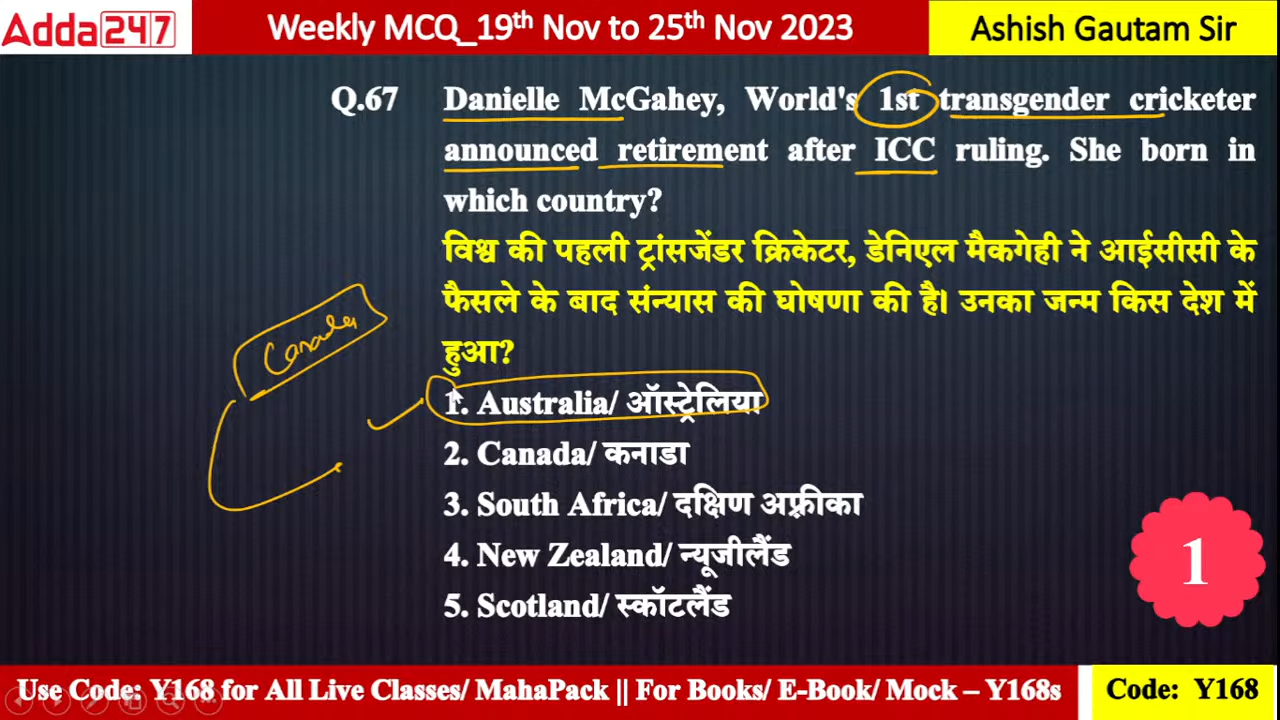 Adda247
Weekly MCQ_19th Nov to 25th Nov 2023
Ashish Gautam Sir
Q.67 Danielle McGahey, World's 1st transgender cricketer
announced retirement after ICC ruling. She born in
which country?
विश्व की पहली ट्रांसजेंडर क्रिकेटर, डेनिएल मैकगेही ने आईसीसी के
फैसले के बाद संन्यास की घोषणा की है। उनका जन्म किस देश में
हुआ?
Canada
1. Australia/ ऑस्ट्रेलिया
2. Canada/ कनाडा
3. South Africa/ दक्षिण अफ़्रीका
4. New Zealand/ न्यूजीलैंड
5. Scotland/ स्कॉटलैंड
1
Use Code: Y168 for All Live Classes/ MahaPack || For Books/ E-Book/ Mock – Y168s
Code: Y168